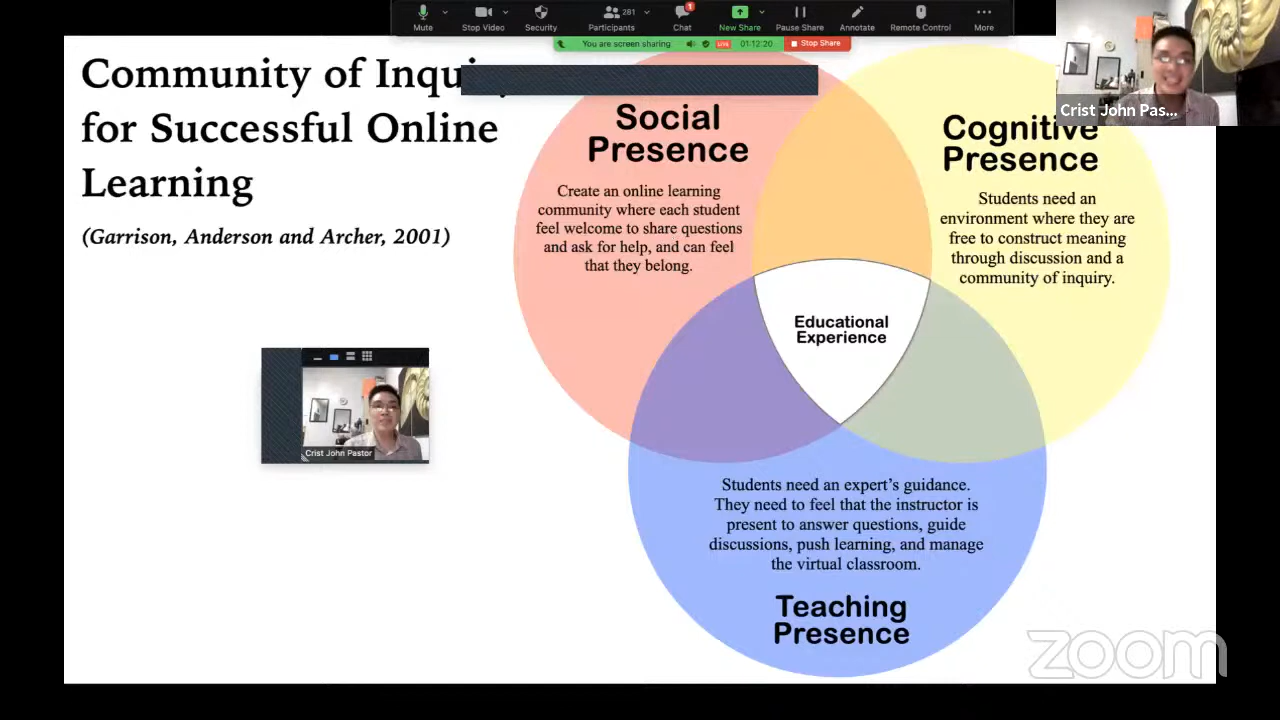 Mute
Stop Video
Security
281
Participants
1
Chat
New Share
Pause Share
Annotate
Remote Control
More
You are screen sharing
LIVE
01:12:20
Stop Share
Crist John Pas...
Community of
for Successful Online
Learning
(Garrison, Anderson and Archer, 2001)
Social
Presence
Create an online learning
community where each student
feel welcome to share questions
and ask for help, and can feel
that they belong.
Cognitive
Presence
Students need an
environment where they are
free to construct meaning
through discussion and a
community of inquiry.
Educational
Experience
Crist John Pastor
Students need an expert’s guidance.
They need to feel that the instructor is
present to answer questions, guide
discussions, push learning, and manage
the virtual classroom.
Teaching
Presence
zoom